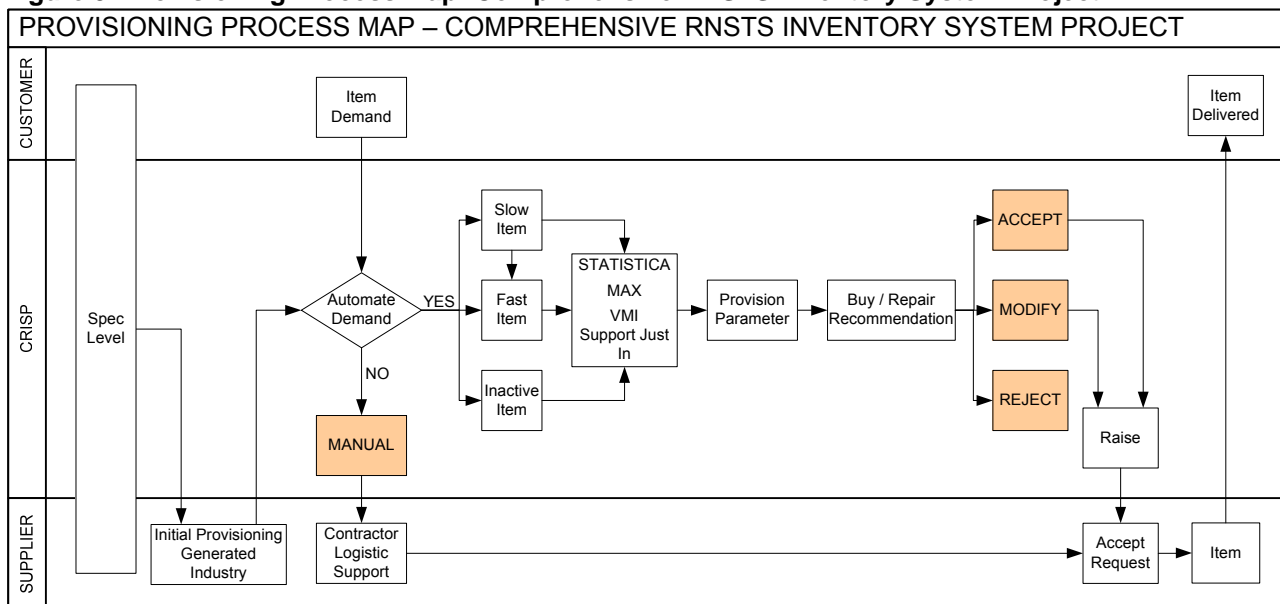 PROVISIONING PROCESS MAP – COMPREHENSIVE RNSTS INVENTORY SYSTEM PROJECT
CUSTOMER
Item
Demand
Item
Delivered
CRISP
Spec
Level
Automate
Demand
YES
NO
MANUAL
Slow
Item
Fast
Item
Inactive
Item
STATISTICA
MAX
VMI
Support Just
In
Provision
Parameter
Buy / Repair
Recommendation
ACCEPT
MODIFY
REJECT
Raise
SUPPLIER
Initial Provisioning
Generated
Industry
Contractor
Logistic
Support
Accept
Request
Item